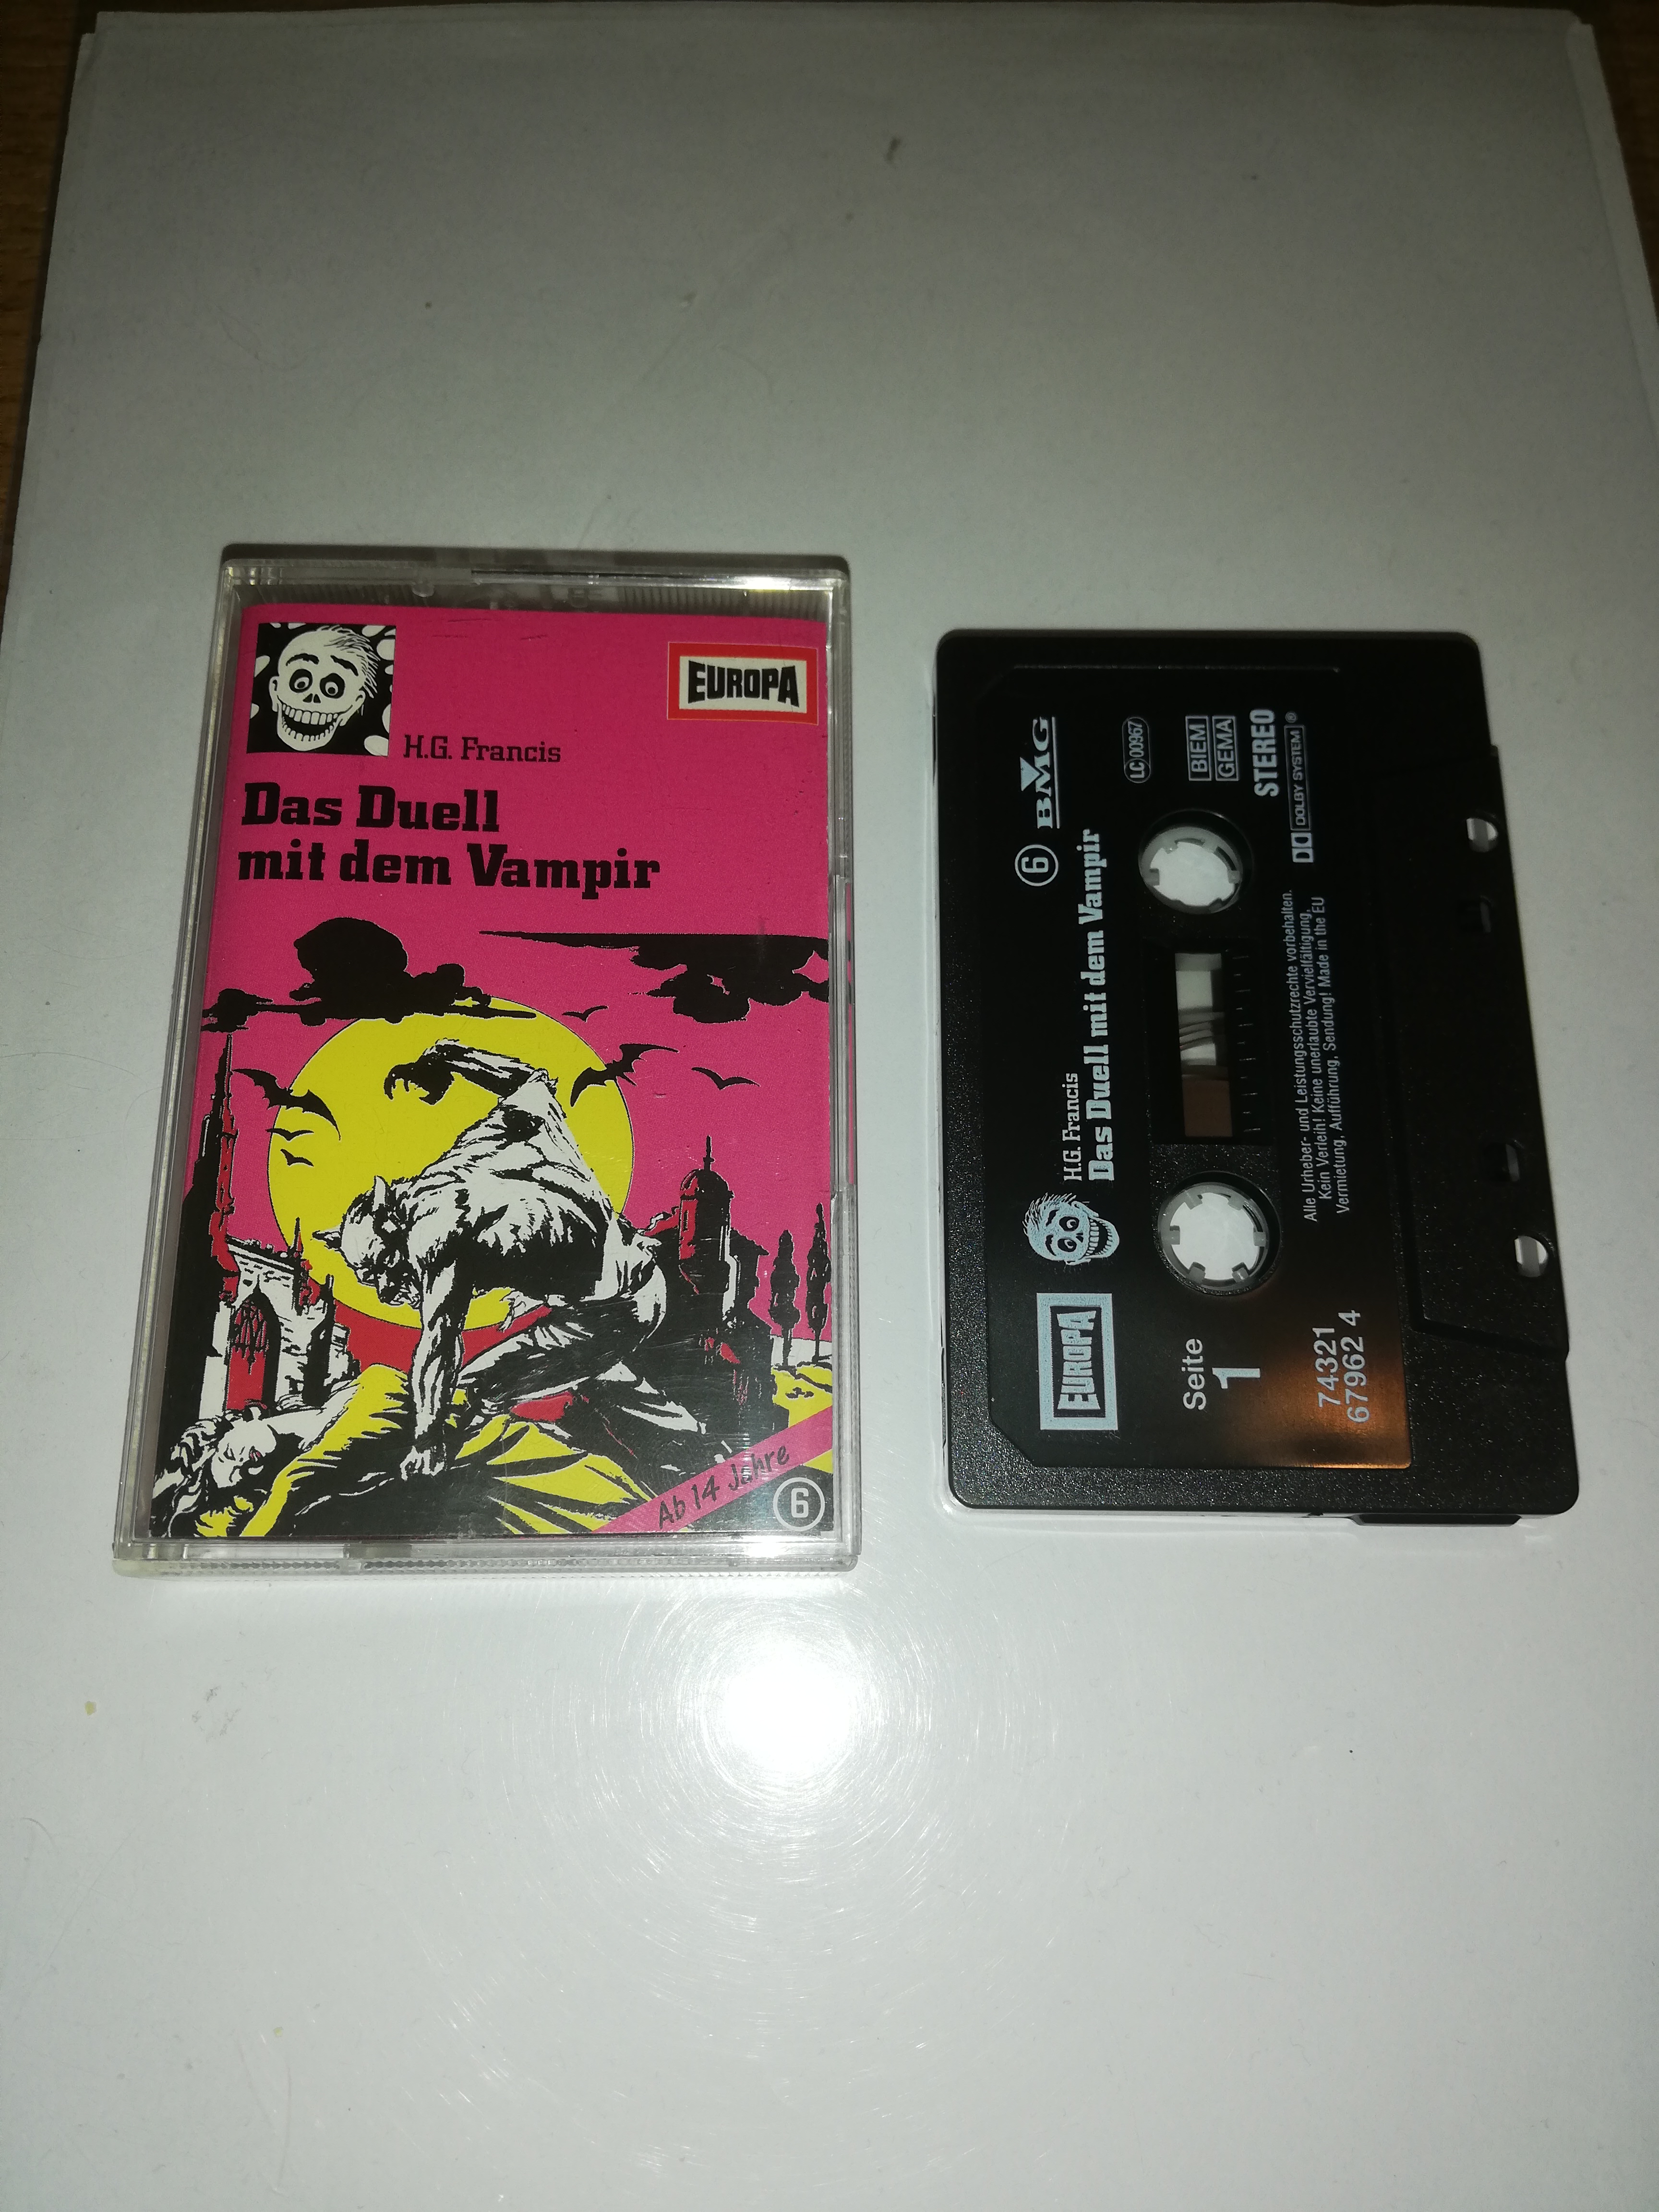 EUROPA
H.G. Francis
Das Duell
mit dem Vampir
Ab 14 Jahre
6
EUROPA
H.G. Francis
Das Duell mit dem Vampir
6
BMG
LC 00967
BIEM
GEMA
STEREO
DOLBY SYSTEM®
Seite
1
74321
67962 4
Alle Urheber- und Leistungsschutzrechte vorbehalten.
Kein Verleih! Keine unerlaubte Vervielfältigung,
Vermietung, Aufführung, Sendung! Made in the EU